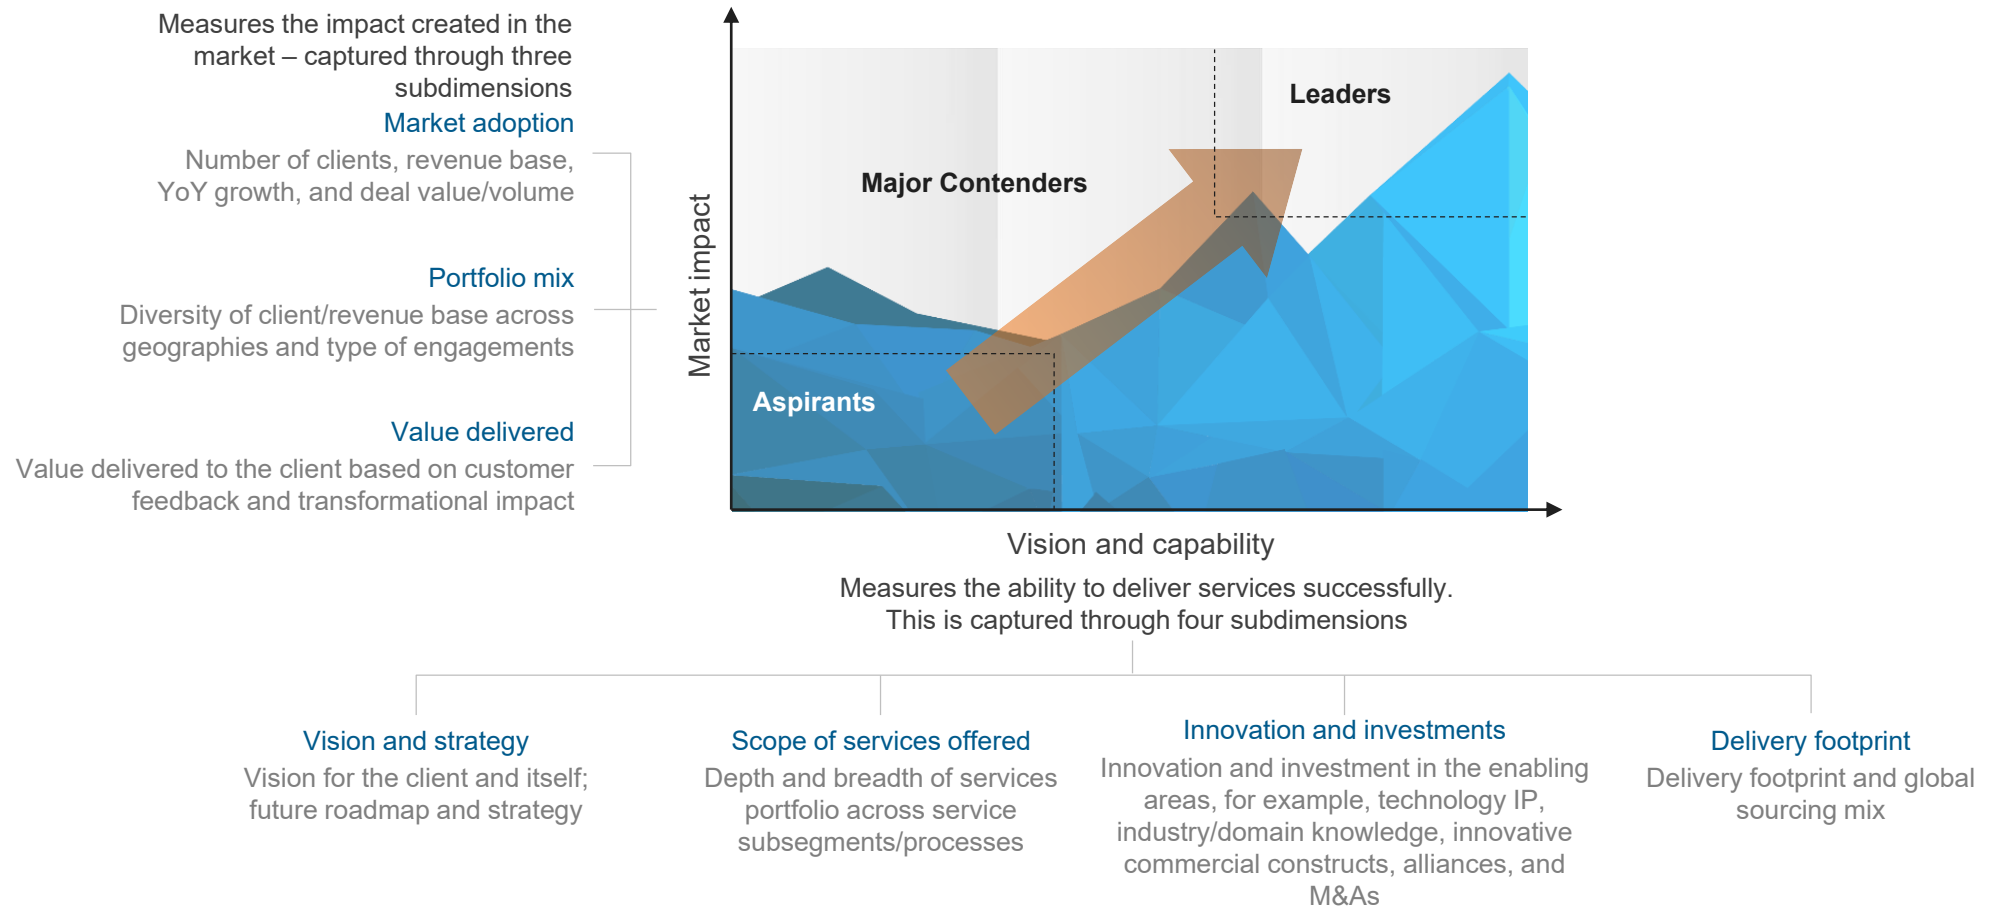 Measures the impact created in the
market – captured through three
subdimensions
Market adoption
Number of clients, revenue base,
YoY growth, and deal value/volume
Portfolio mix
Diversity of client/revenue base across
geographies and type of engagements
Value delivered
Value delivered to the client based on customer
feedback and transformational impact
Market impact
Leaders
Major Contenders
Aspirants
Vision and capability
Measures the ability to deliver services successfully.
This is captured through four subdimensions
Vision and strategy
Vision for the client and itself;
future roadmap and strategy
Scope of services offered
Depth and breadth of services
portfolio across service
subsegments/processes
Innovation and investments
Innovation and investment in the enabling
areas, for example, technology IP,
industry/domain knowledge, innovative
commercial constructs, alliances, and
M&As
Delivery footprint
Delivery footprint and global
sourcing mix